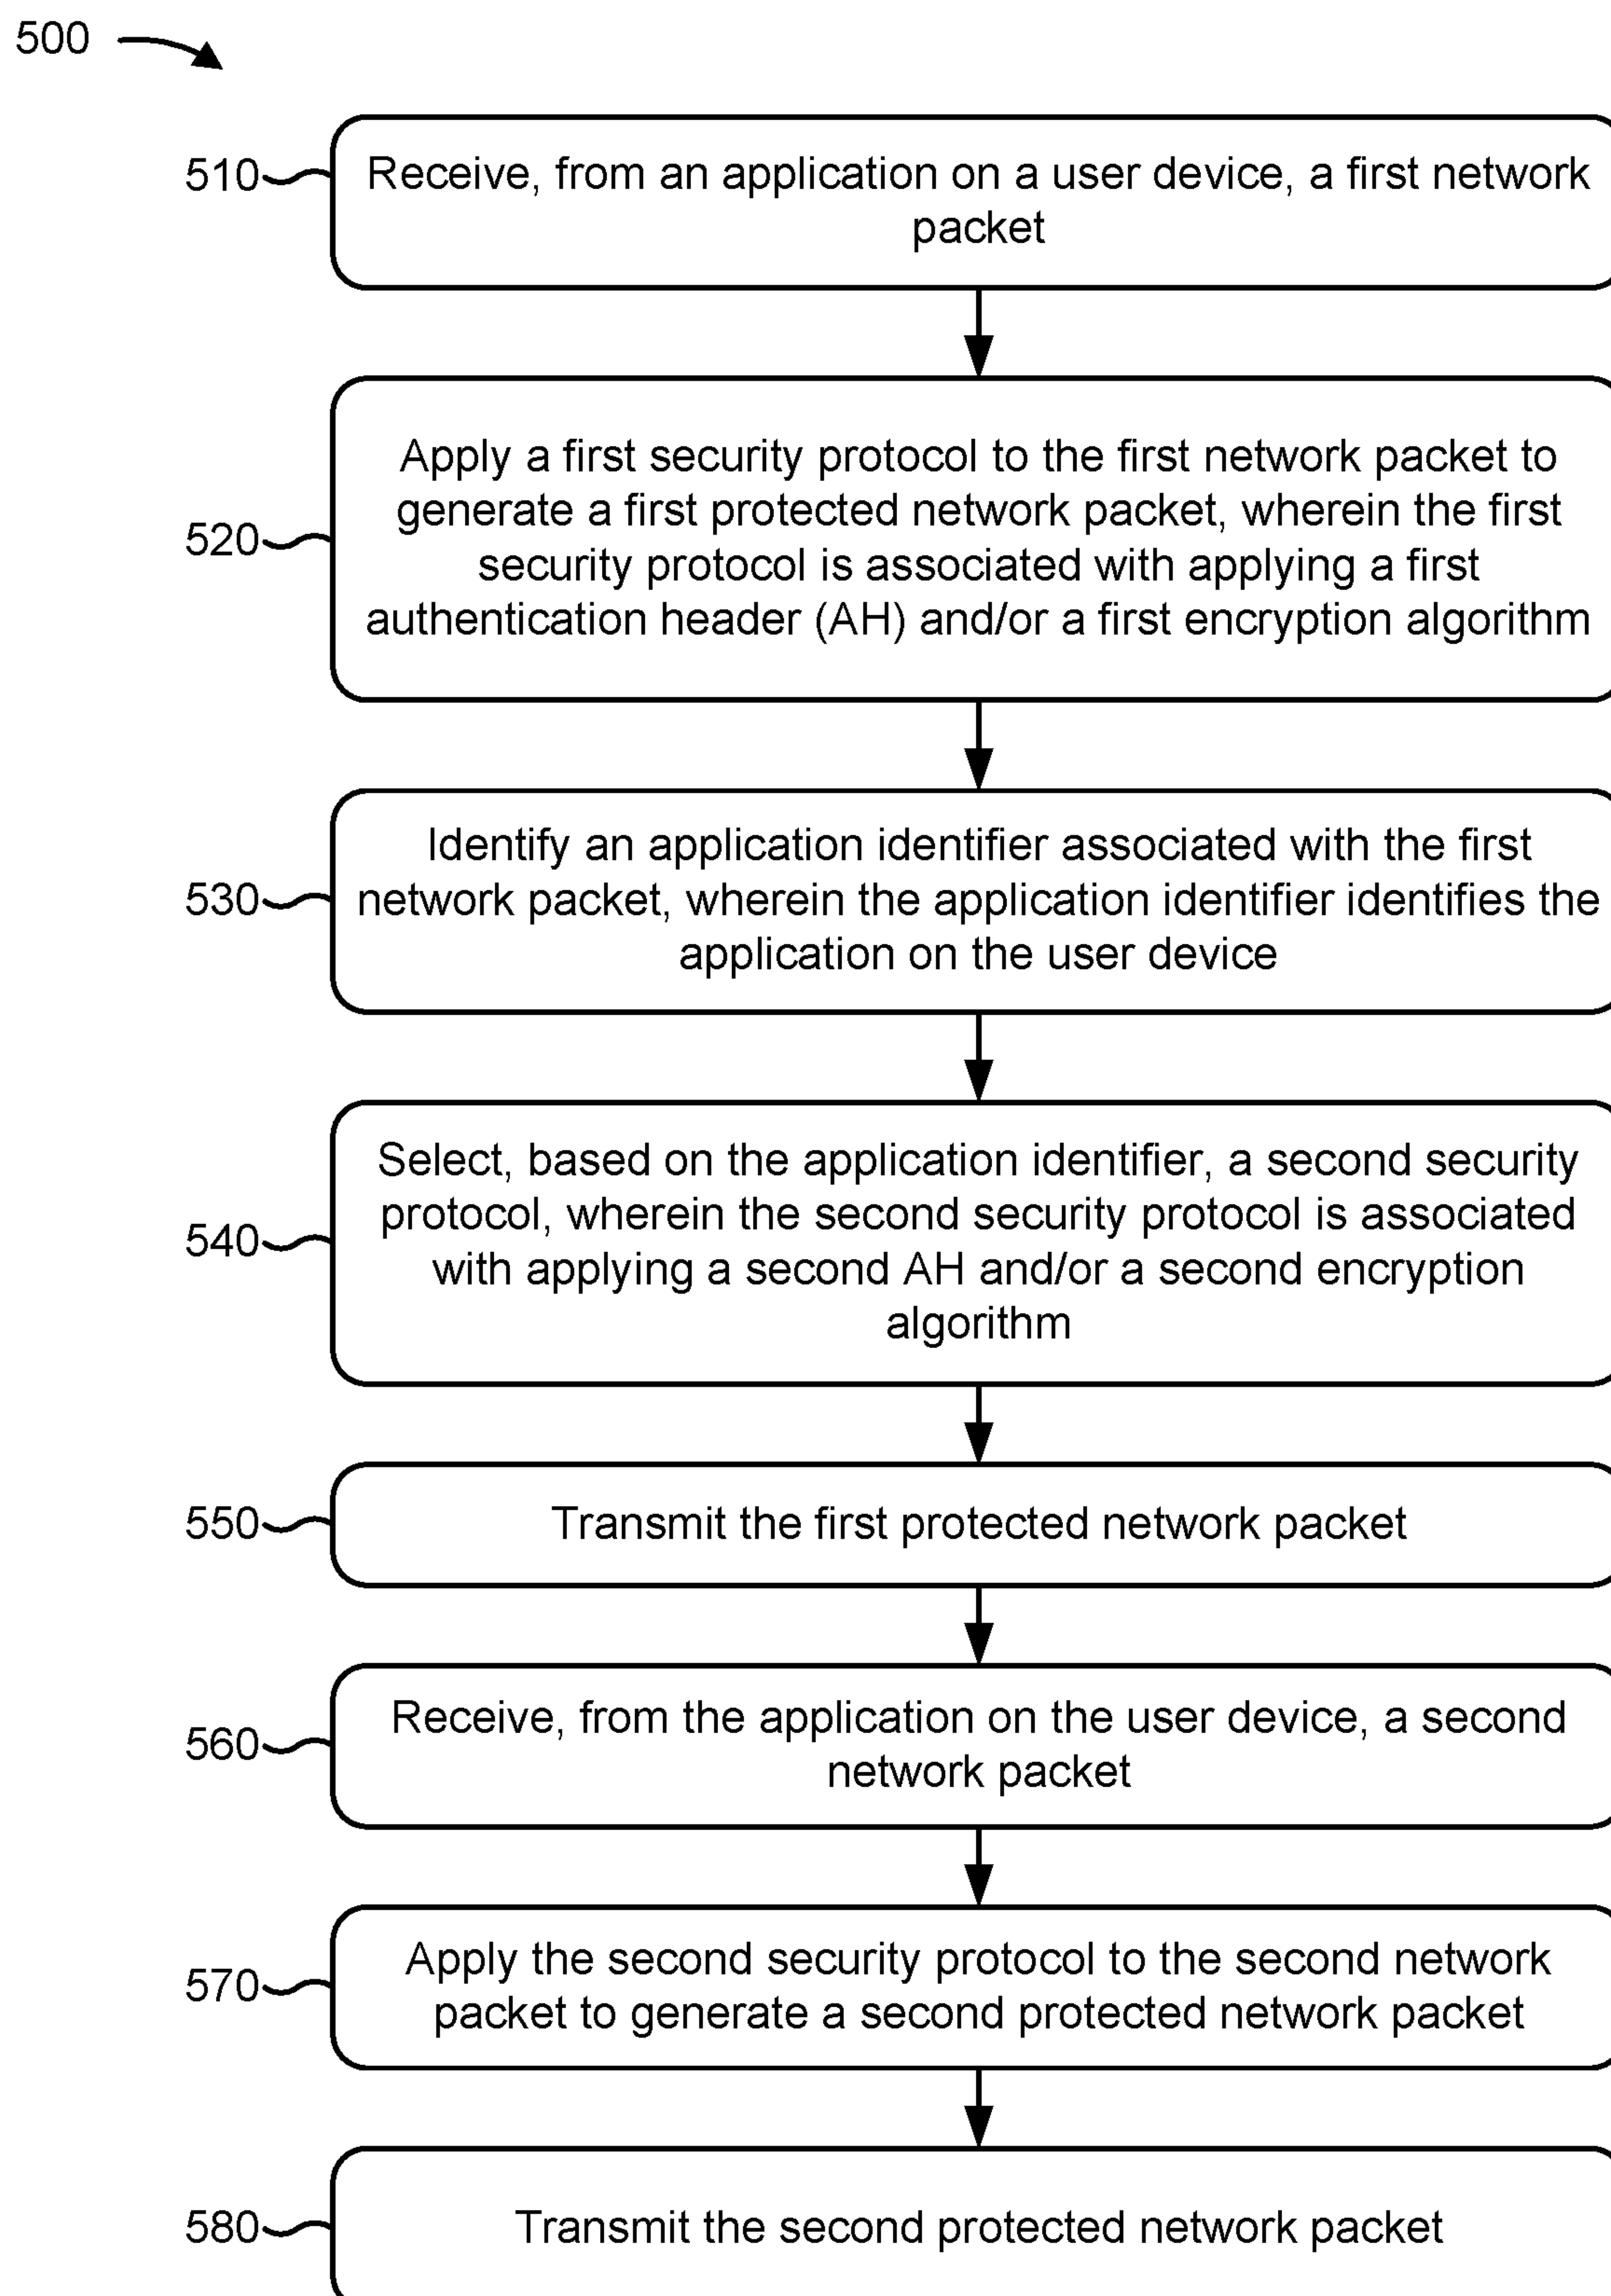 500
510
Receive, from an application on a user device, a first network
packet
520
Apply a first security protocol to the first network packet to
generate a first protected network packet, wherein the first
security protocol is associated with applying a first
authentication header (AH) and/or a first encryption algorithm
530
Identify an application identifier associated with the first
network packet, wherein the application identifier identifies the
application on the user device
540
Select, based on the application identifier, a second security
protocol, wherein the second security protocol is associated
with applying a second AH and/or a second encryption
algorithm
550
Transmit the first protected network packet
560
Receive, from the application on the user device, a second
network packet
570
Apply the second security protocol to the second network
packet to generate a second protected network packet
580
Transmit the second protected network packet